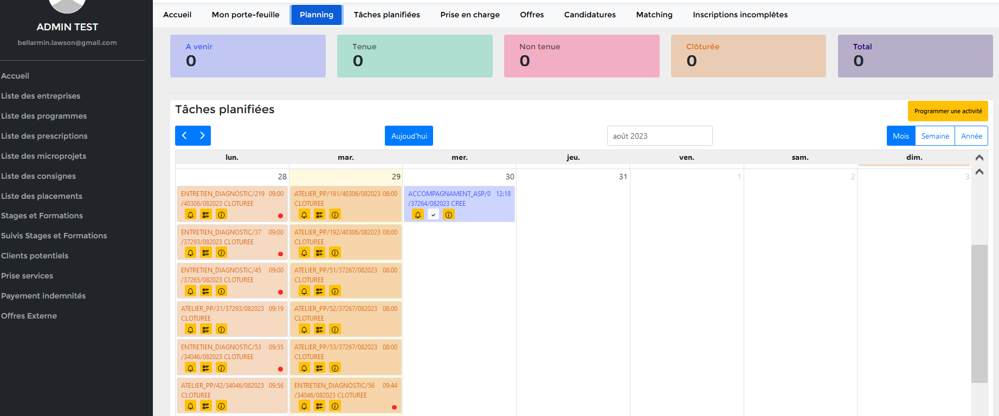 ADMIN TEST
bellarmin.lawson@gmail.com
Accueil
Liste des entreprises
Liste des programmes
Liste des prescriptions
Liste des microprojets
Liste des consignes
Liste des placements
Stages et Formations
Suivis Stages et Formations
Clients potentiels
Prise services
Payement indemnités
Offres Externe
Accueil Mon porte-feuille Planning Tâches planifiées Prise en charge Offres Candidatures Matching Inscriptions incomplètes
A venir
0
Tenue
0
Non tenue
0
Clôturée
0
Total
0
Tâches planifiées
Programmer une activité
Aujourd'hui
août 2023
Mois Semaine Année
lun. mar. mer. jeu. ven. sam. dim.
28 29 30 31 1 2 3
ENTRETIEN_DIAGNOSTIC/219 09:00
/40306/082023 CLOTUREE
ENTRETIEN_DIAGNOSTIC/37 09:00
/37293/082023 CLOTUREE
ENTRETIEN_DIAGNOSTIC/45 09:00
/37265/082023 CLOTUREE
ATELIER_PP/31/37293/082023 09:19
CLOTUREE
ENTRETIEN_DIAGNOSTIC/53 09:55
/34046/082023 CLOTUREE
ATELIER_PP/42/34046/082023 09:56
CLOTUREE
ATELIER_PP/191/40306/082023 08:00
CLOTUREE
ATELIER_PP/192/40306/082023 08:00
CLOTUREE
ATELIER_PP/51/37267/082023 08:00
CLOTUREE
ATELIER_PP/52/37267/082023 08:00
CLOTUREE
ATELIER_PP/53/37267/082023 08:00
CLOTUREE
ENTRETIEN_DIAGNOSTIC/56 09:44
/34046/082023 CLOTUREE
ACCOMPAGNAMENT_ASP/0 12:18
/37264/082023 CREE